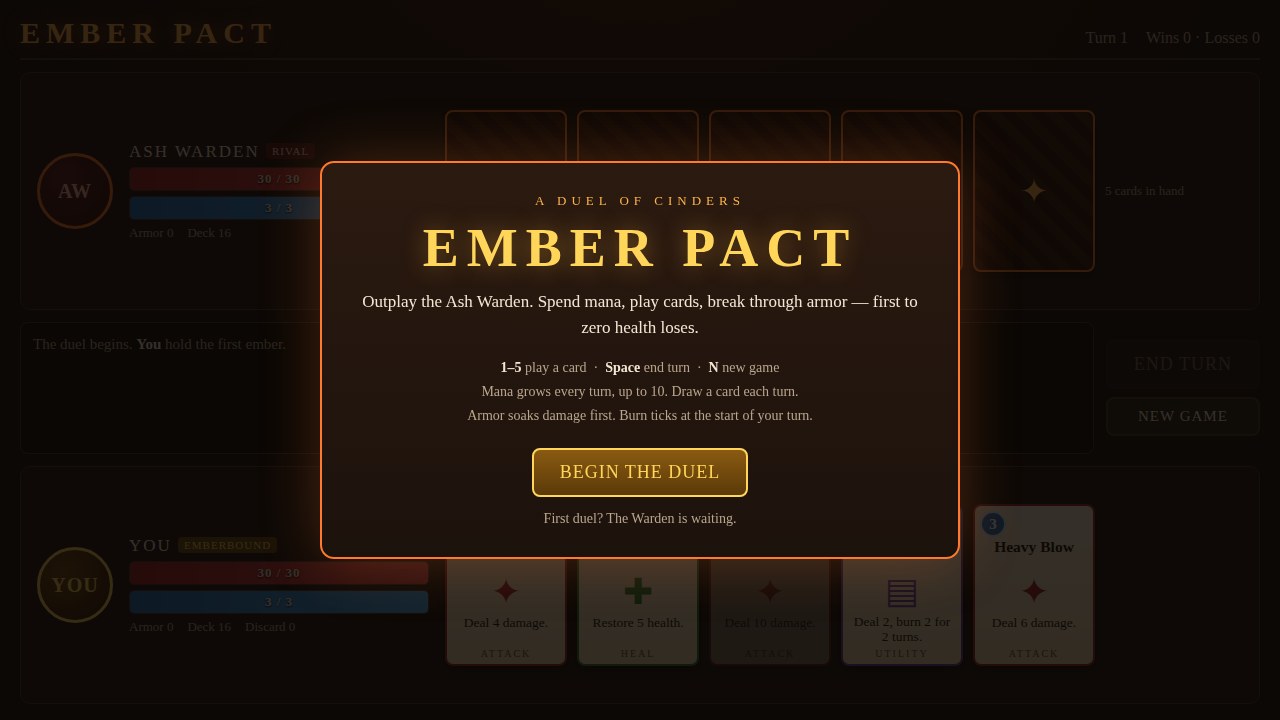 EMBER PACT
Turn 1 Wins 0 · Losses 0
ASH WARDEN RIVAL
AW
30 / 30
3 / 3
Armor 0 Deck 16
5 cards in hand
A DUEL OF CINDERS
EMBER PACT
Outplay the Ash Warden. Spend mana, play cards, break through armor — first to
zero health loses.
1–5 play a card · Space end turn · N new game
Mana grows every turn, up to 10. Draw a card each turn.
Armor soaks damage first. Burn ticks at the start of your turn.
BEGIN THE DUEL
First duel? The Warden is waiting.
The duel begins. You hold the first ember.
END TURN
NEW GAME
YOU EMBERBOUND
YOU
30 / 30
3 / 3
Armor 0 Deck 16 Discard 0
Deal 4 damage.
ATTACK
Restore 5 health.
HEAL
Deal 10 damage.
ATTACK
Deal 2, burn 2 for
2 turns.
UTILITY
3
Heavy Blow
Deal 6 damage.
ATTACK